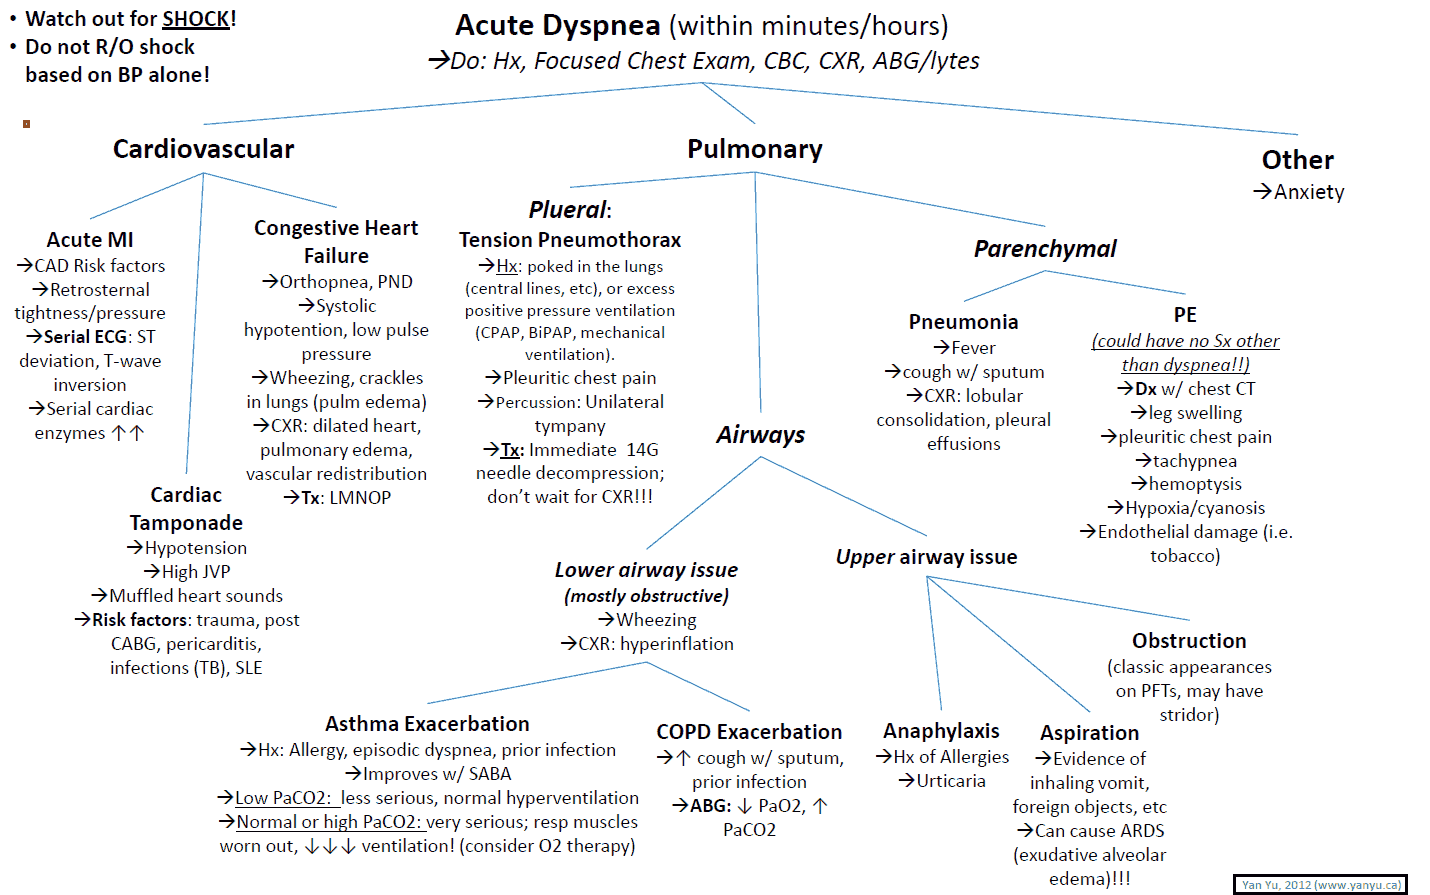 • Watch out for SHOCK!
• Do not R/O shock
based on BP alone!
Acute Dyspnea (within minutes/hours)
→Do: Hx, Focused Chest Exam, CBC, CXR, ABG/lytes
Cardiovascular
Acute MI
→CAD Risk factors
→Retrosternal
tightness/pressure
→Serial ECG: ST
deviation, T-wave
inversion
→Serial cardiac
enzymes ↑↑
Cardiac
Tamponade
→Hypotension
→High JVP
→Muffled heart sounds
→Risk factors: trauma, post
CABG, pericarditis,
infections (TB), SLE
Congestive Heart
Failure
→Orthopnea, PND
→Systolic
hypotention, low pulse
pressure
→Wheezing, crackles
in lungs (pulm edema)
→CXR: dilated heart,
pulmonary edema,
vascular redistribution
→Tx: LMNOP
Pulmonary
Plueral:
Tension Pneumothorax
→Hx: poked in the lungs
(central lines, etc), or excess
positive pressure ventilation
(CPAP, BiPAP, mechanical
ventilation).
→Pleuritic chest pain
→Percussion: Unilateral
tympany
→Tx: Immediate 14G
needle decompression;
don't wait for CXR!!!
Airways
Lower airway issue
(mostly obstructive)
→Wheezing
→CXR: hyperinflation
Asthma Exacerbation
→Hx: Allergy, episodic dyspnea, prior infection
→Improves w/ SABA
→Low PaCO2: less serious, normal hyperventilation
→Normal or high PaCO2: very serious; resp muscles
worn out, ↓↓↓ ventilation! (consider O2 therapy)
COPD Exacerbation
→↑ cough w/ sputum,
prior infection
→ABG: ↓ PaO2, ↑
PaCO2
Upper airway issue
Anaphylaxis
→Hx of Allergies
→Urticaria
Aspiration
→Evidence of
inhaling vomit,
foreign objects, etc
→Can cause ARDS
(exudative alveolar
edema)!!!
Obstruction
(classic appearances
on PFTs, may have
stridor)
Parenchymal
Pneumonia
→Fever
→cough w/ sputum
→CXR: lobular
consolidation, pleural
effusions
PE
(could have no Sx other
than dyspnea!!)
→Dx w/ chest CT
→leg swelling
→pleuritic chest pain
→tachypnea
→hemoptysis
→Hypoxia/cyanosis
→Endothelial damage (i.e.
tobacco)
Other
→Anxiety
Yan Yu, 2012 (www.yanyu.ca)